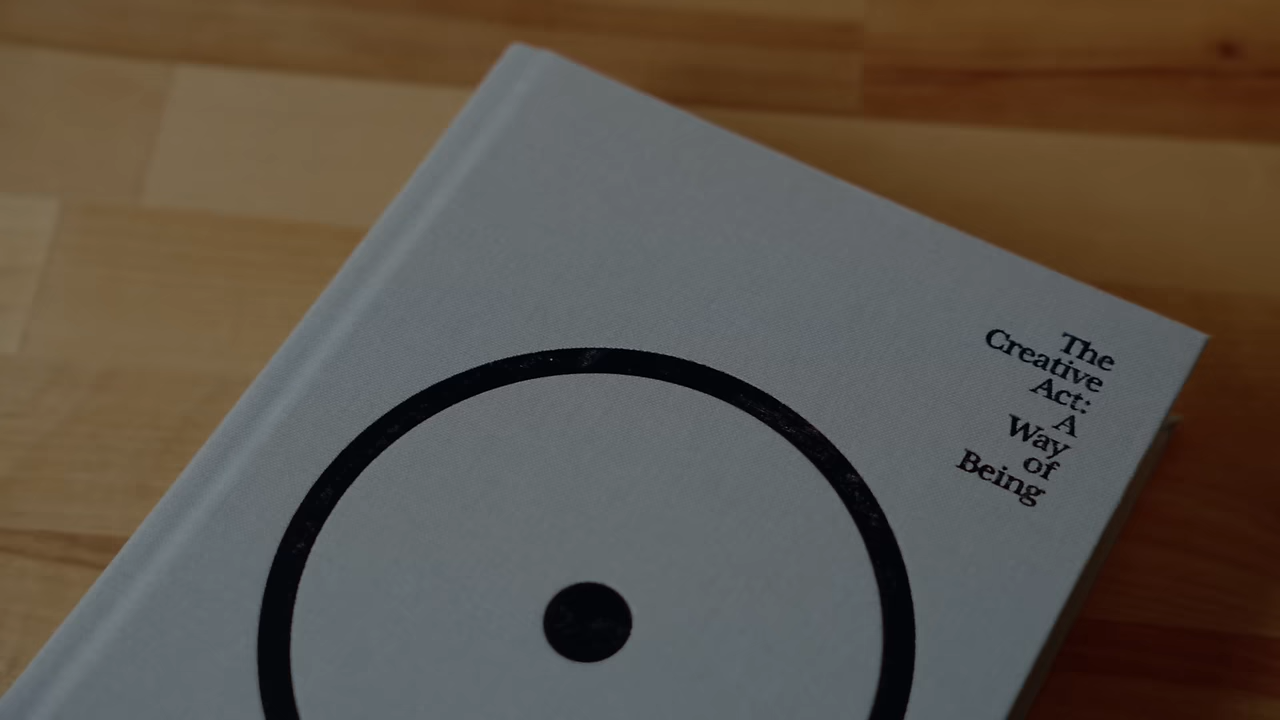 The
Creative
Act:
A
Way
of
Being